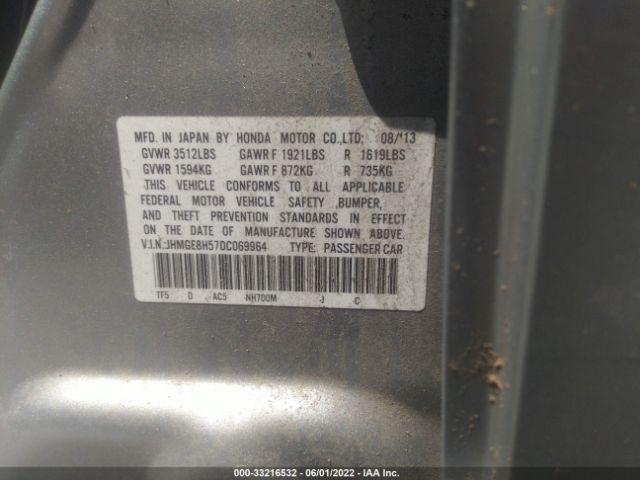 MFD. IN JAPAN BY HONDA MOTOR CO.,LTD. 08/13
GVWR 3512LBS GAWR F 1921LBS R 1619LBS
GVWR 1594KG GAWR F 872KG R 735KG
THIS VEHICLE CONFORMS TO ALL APPLICABLE
FEDERAL MOTOR VEHICLE SAFETY ,BUMPER,
AND THEFT PREVENTION STANDARDS IN EFFECT
ON THE DATE OF MANUFACTURE SHOWN ABOVE.
V.I.N.:JHMGE8H57DC069964 TYPE: PASSENGER CAR
TF5 D AC5 NH700M J C
000-33216532 - 06/01/2022 - IAA Inc.